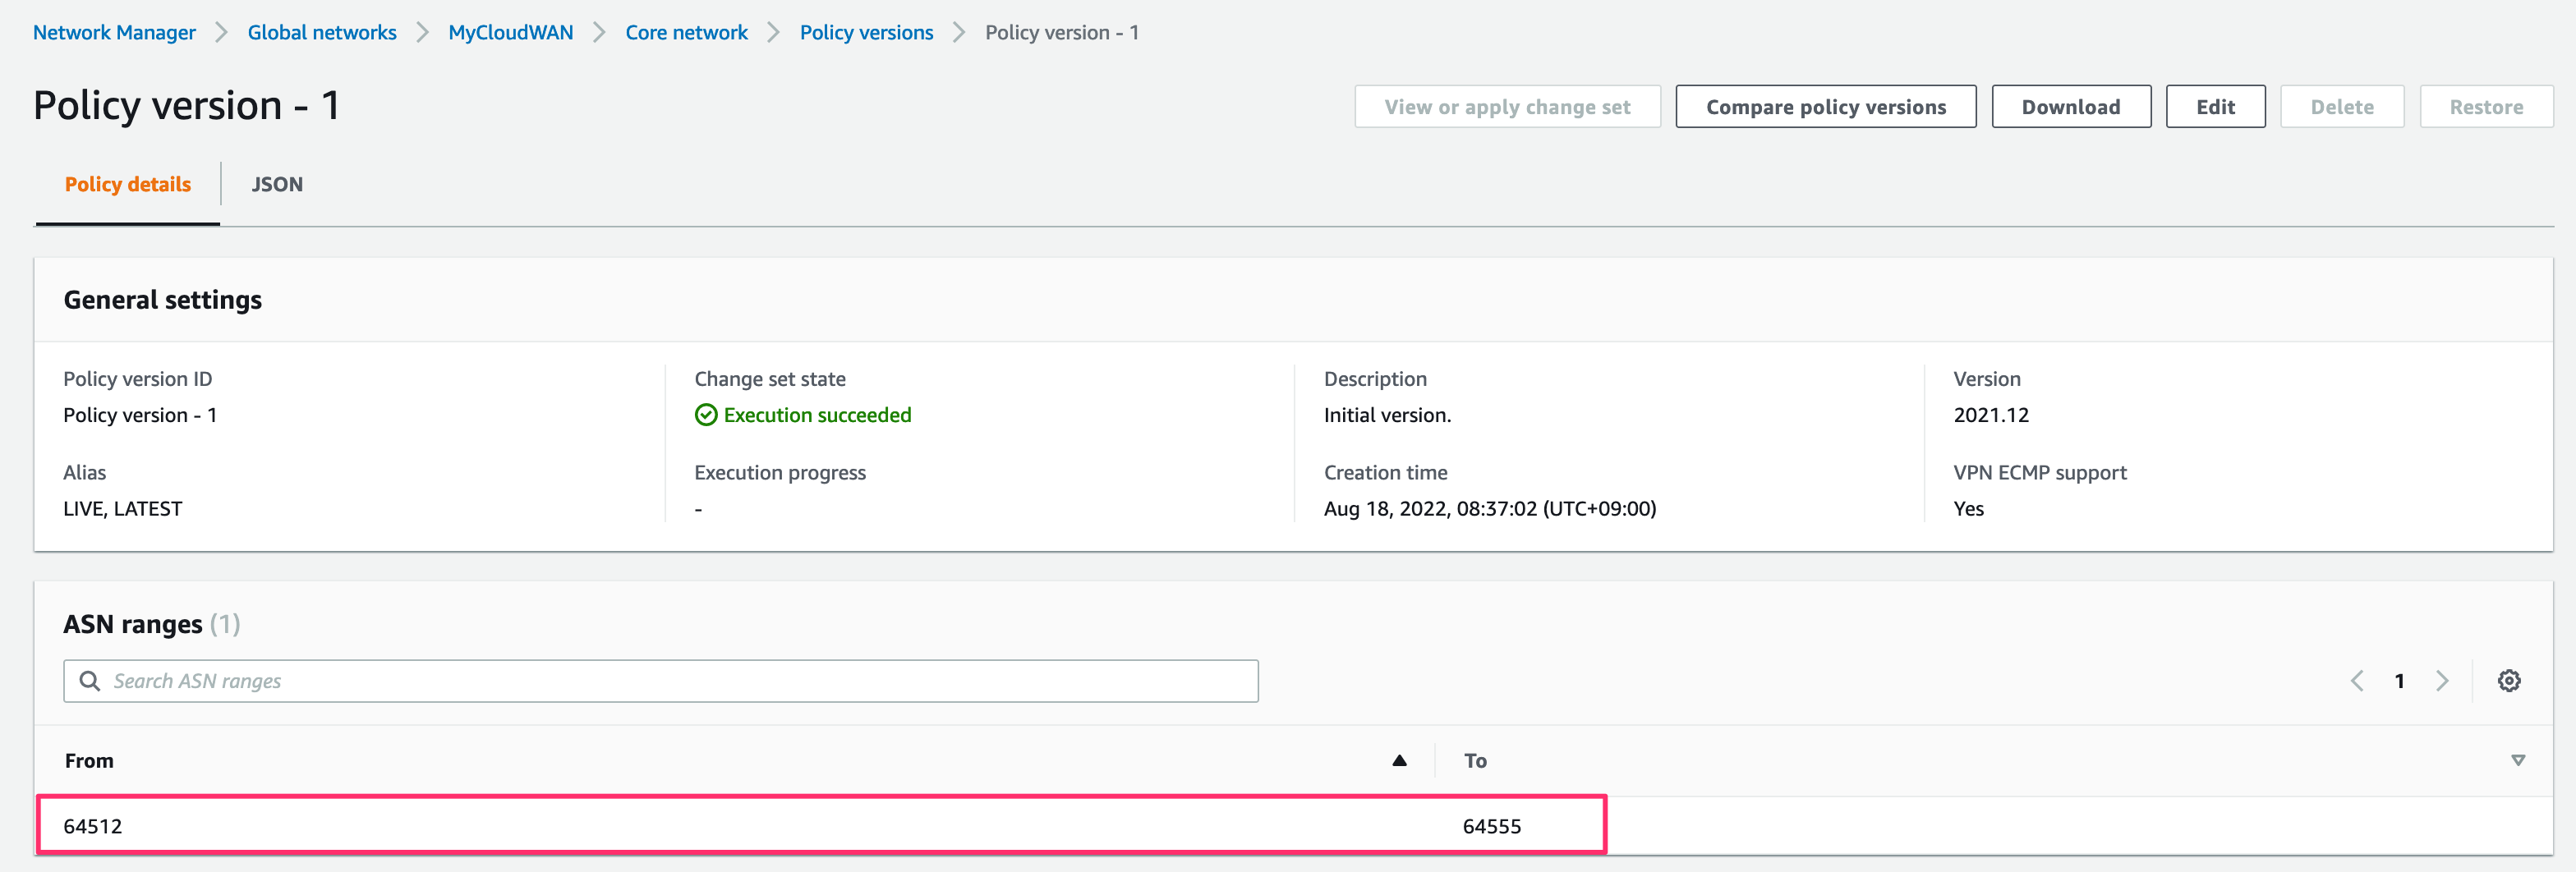 Network Manager > Global networks > MyCloudWAN > Core network > Policy versions > Policy version - 1
Policy version - 1
View or apply change set
Compare policy versions
Download
Edit
Delete
Restore
Policy details
JSON
General settings
Policy version ID
Policy version - 1
Alias
LIVE, LATEST
Change set state
Execution succeeded
Execution progress
-
Description
Initial version.
Creation time
Aug 18, 2022, 08:37:02 (UTC+09:00)
Version
2021.12
VPN ECMP support
Yes
ASN ranges (1)
Search ASN ranges
1
From To
64512 64555